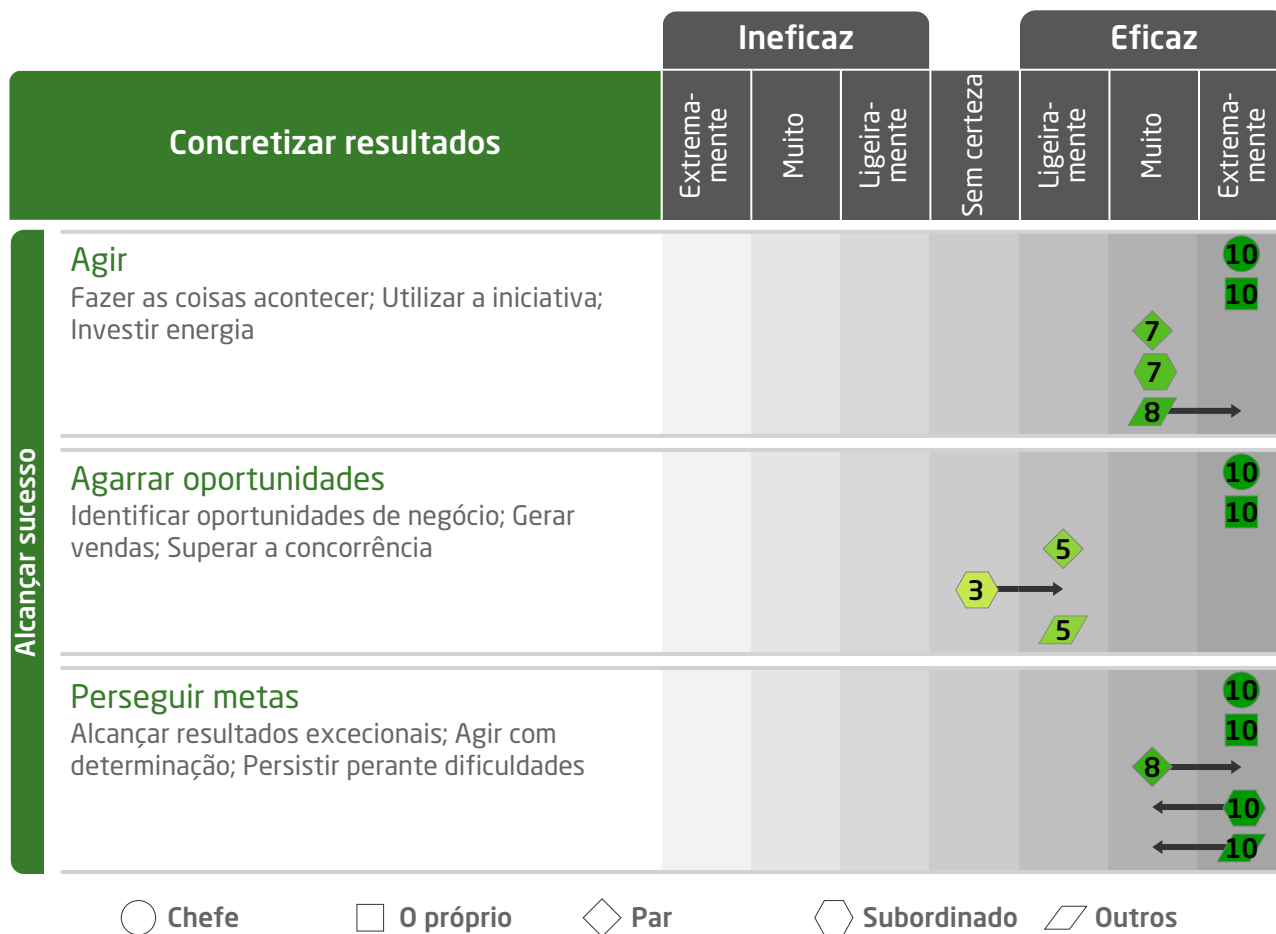 Ineficaz
Eficaz
Concretizar resultados
Extrema-
mente
Muito
Ligeira-
mente
Sem certeza
Ligeira-
mente
Muito
Extrema-
mente
Alcançar sucesso
Agir
Fazer as coisas acontecer; Utilizar a iniciativa;
Investir energia
10
10
7
7
8
Agarrar oportunidades
Identificar oportunidades de negócio; Gerar
vendas; Superar a concorrência
10
10
5
3
5
Perseguir metas
Alcançar resultados excecionais; Agir com
determinação; Persistir perante dificuldades
10
10
8
10
10
Chefe
O próprio
Par
Subordinado
Outros